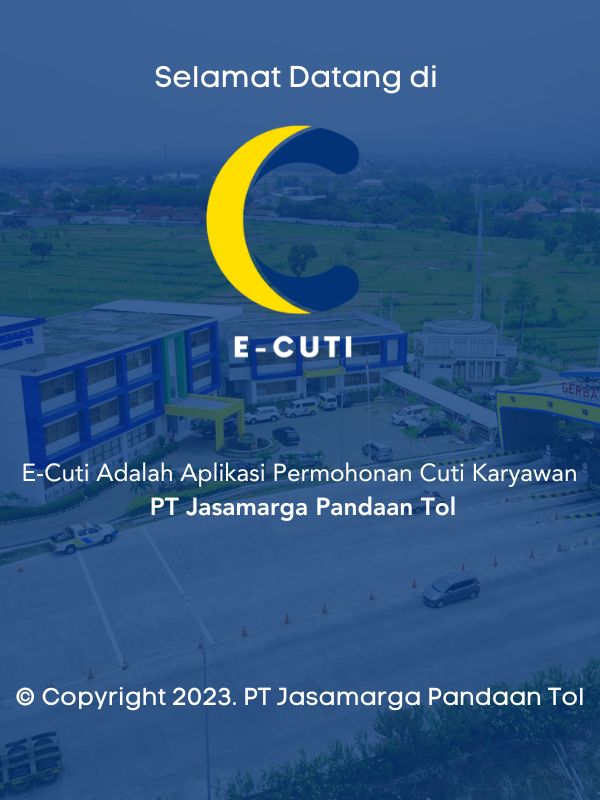 Selamat Datang di
E-CUTI
GERBA
E-Cuti Adalah Aplikasi Permohonan Cuti Karyawan
PT Jasamarga Pandaan Tol
© Copyright 2023. PT Jasamarga Pandaan Tol